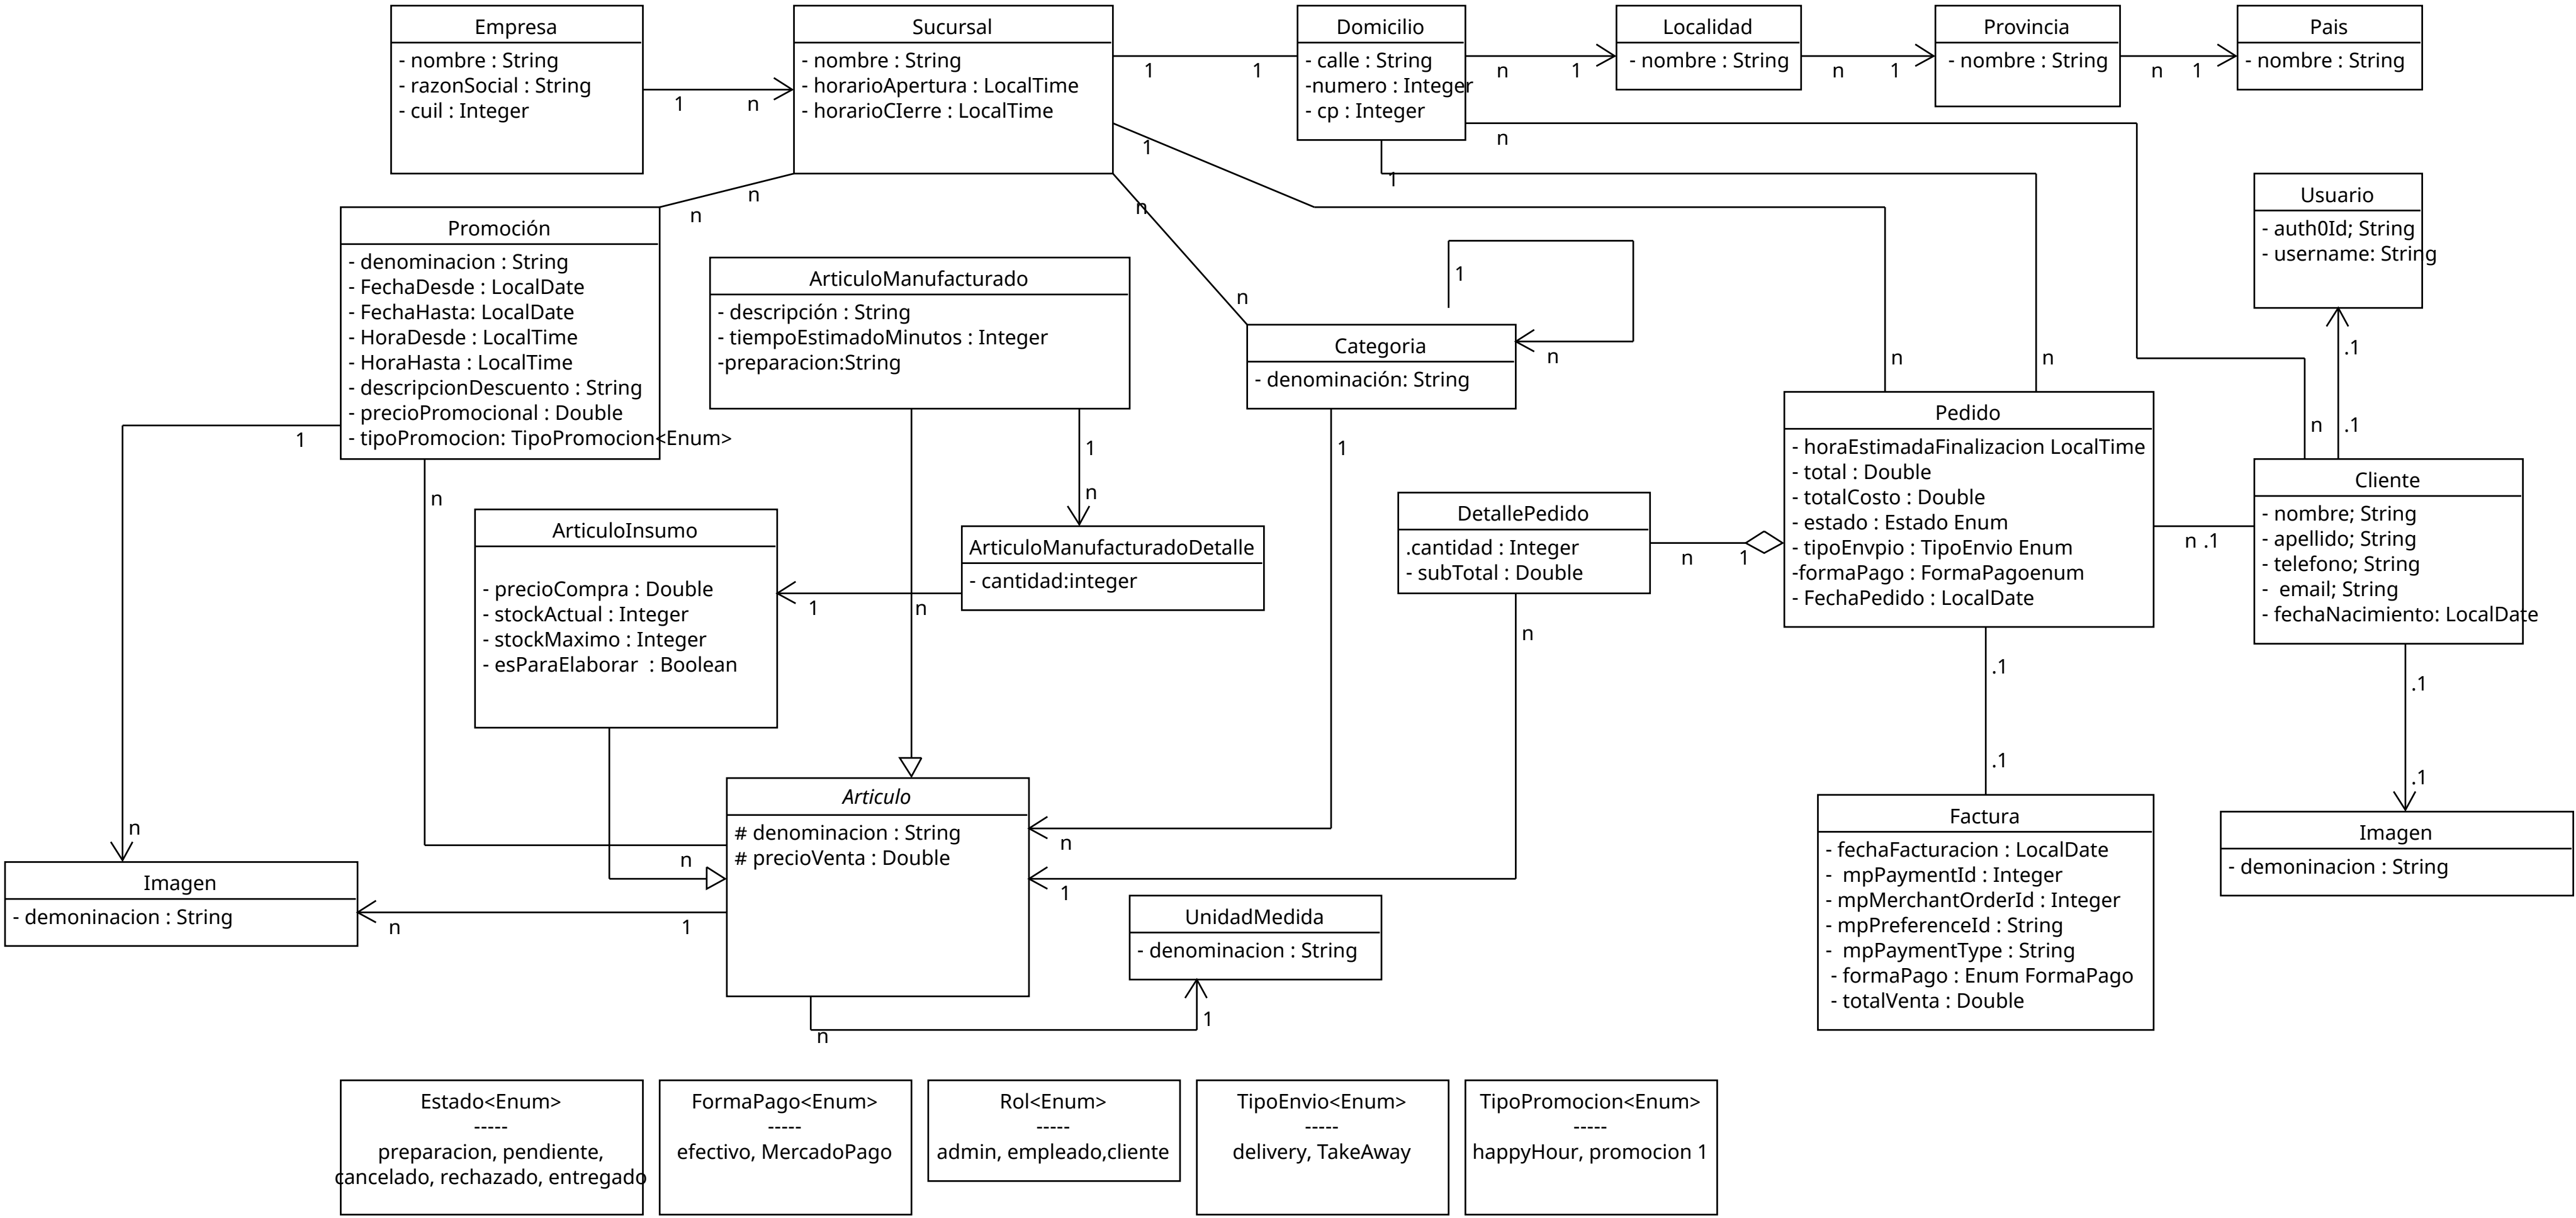 Empresa
- nombre : String
- razonSocial : String
- cuil : Integer
1
n
Sucursal
- nombre : String
- horarioApertura : LocalTime
- horarioCIerre : LocalTime
1
1
Domicilio
- calle : String
-numero : Integer
- cp : Integer
n
1
Localidad
- nombre : String
n
1
Provincia
- nombre : String
n
1
Pais
- nombre : String
n
1
1
n
n
n
n
n
n
n
Usuario
- auth0Id; String
- username: String
.1
.1
n
Promoción
- denominacion : String
- FechaDesde : LocalDate
- FechaHasta: LocalDate
- HoraDesde : LocalTime
- HoraHasta : LocalTime
- descripcionDescuento : String
- precioPromocional : Double
- tipoPromocion: TipoPromocion<Enum>
1
n
n
ArticuloManufacturado
- descripción : String
- tiempoEstimadoMinutos : Integer
-preparacion:String
1
n
n
1
n
Categoria
- denominación: String
1
Pedido
- horaEstimadaFinalizacion LocalTime
- total : Double
- totalCosto : Double
- estado : Estado Enum
- tipoEnvpio : TipoEnvio Enum
-formaPago : FormaPagoenum
- FechaPedido : LocalDate
n .1
Cliente
- nombre; String
- apellido; String
- telefono; String
-  email; String
- fechaNacimiento: LocalDate
ArticuloInsumo
- precioCompra : Double
- stockActual : Integer
- stockMaximo : Integer
- esParaElaborar  : Boolean
1
ArticuloManufacturadoDetalle
- cantidad:integer
DetallePedido
.cantidad : Integer
- subTotal : Double
n
1
n
.1
.1
.1
.1
Articulo
# denominacion : String
# precioVenta : Double
n
n
1
1
n
n
1
Imagen
- demoninacion : String
UnidadMedida
- denominacion : String
Factura
- fechaFacturacion : LocalDate
-  mpPaymentId : Integer
- mpMerchantOrderId : Integer
- mpPreferenceId : String
-  mpPaymentType : String
- formaPago : Enum FormaPago
- totalVenta : Double
Imagen
- demoninacion : String
Estado<Enum>
-----
preparacion, pendiente,
cancelado, rechazado, entregado
FormaPago<Enum>
-----
efectivo, MercadoPago
Rol<Enum>
-----
admin, empleado,cliente
TipoEnvio<Enum>
-----
delivery, TakeAway
TipoPromocion<Enum>
-----
happyHour, promocion 1